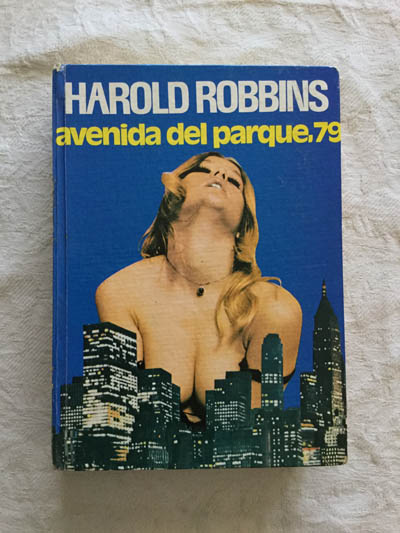 HAROLD ROBBINS
avenida del parque,79